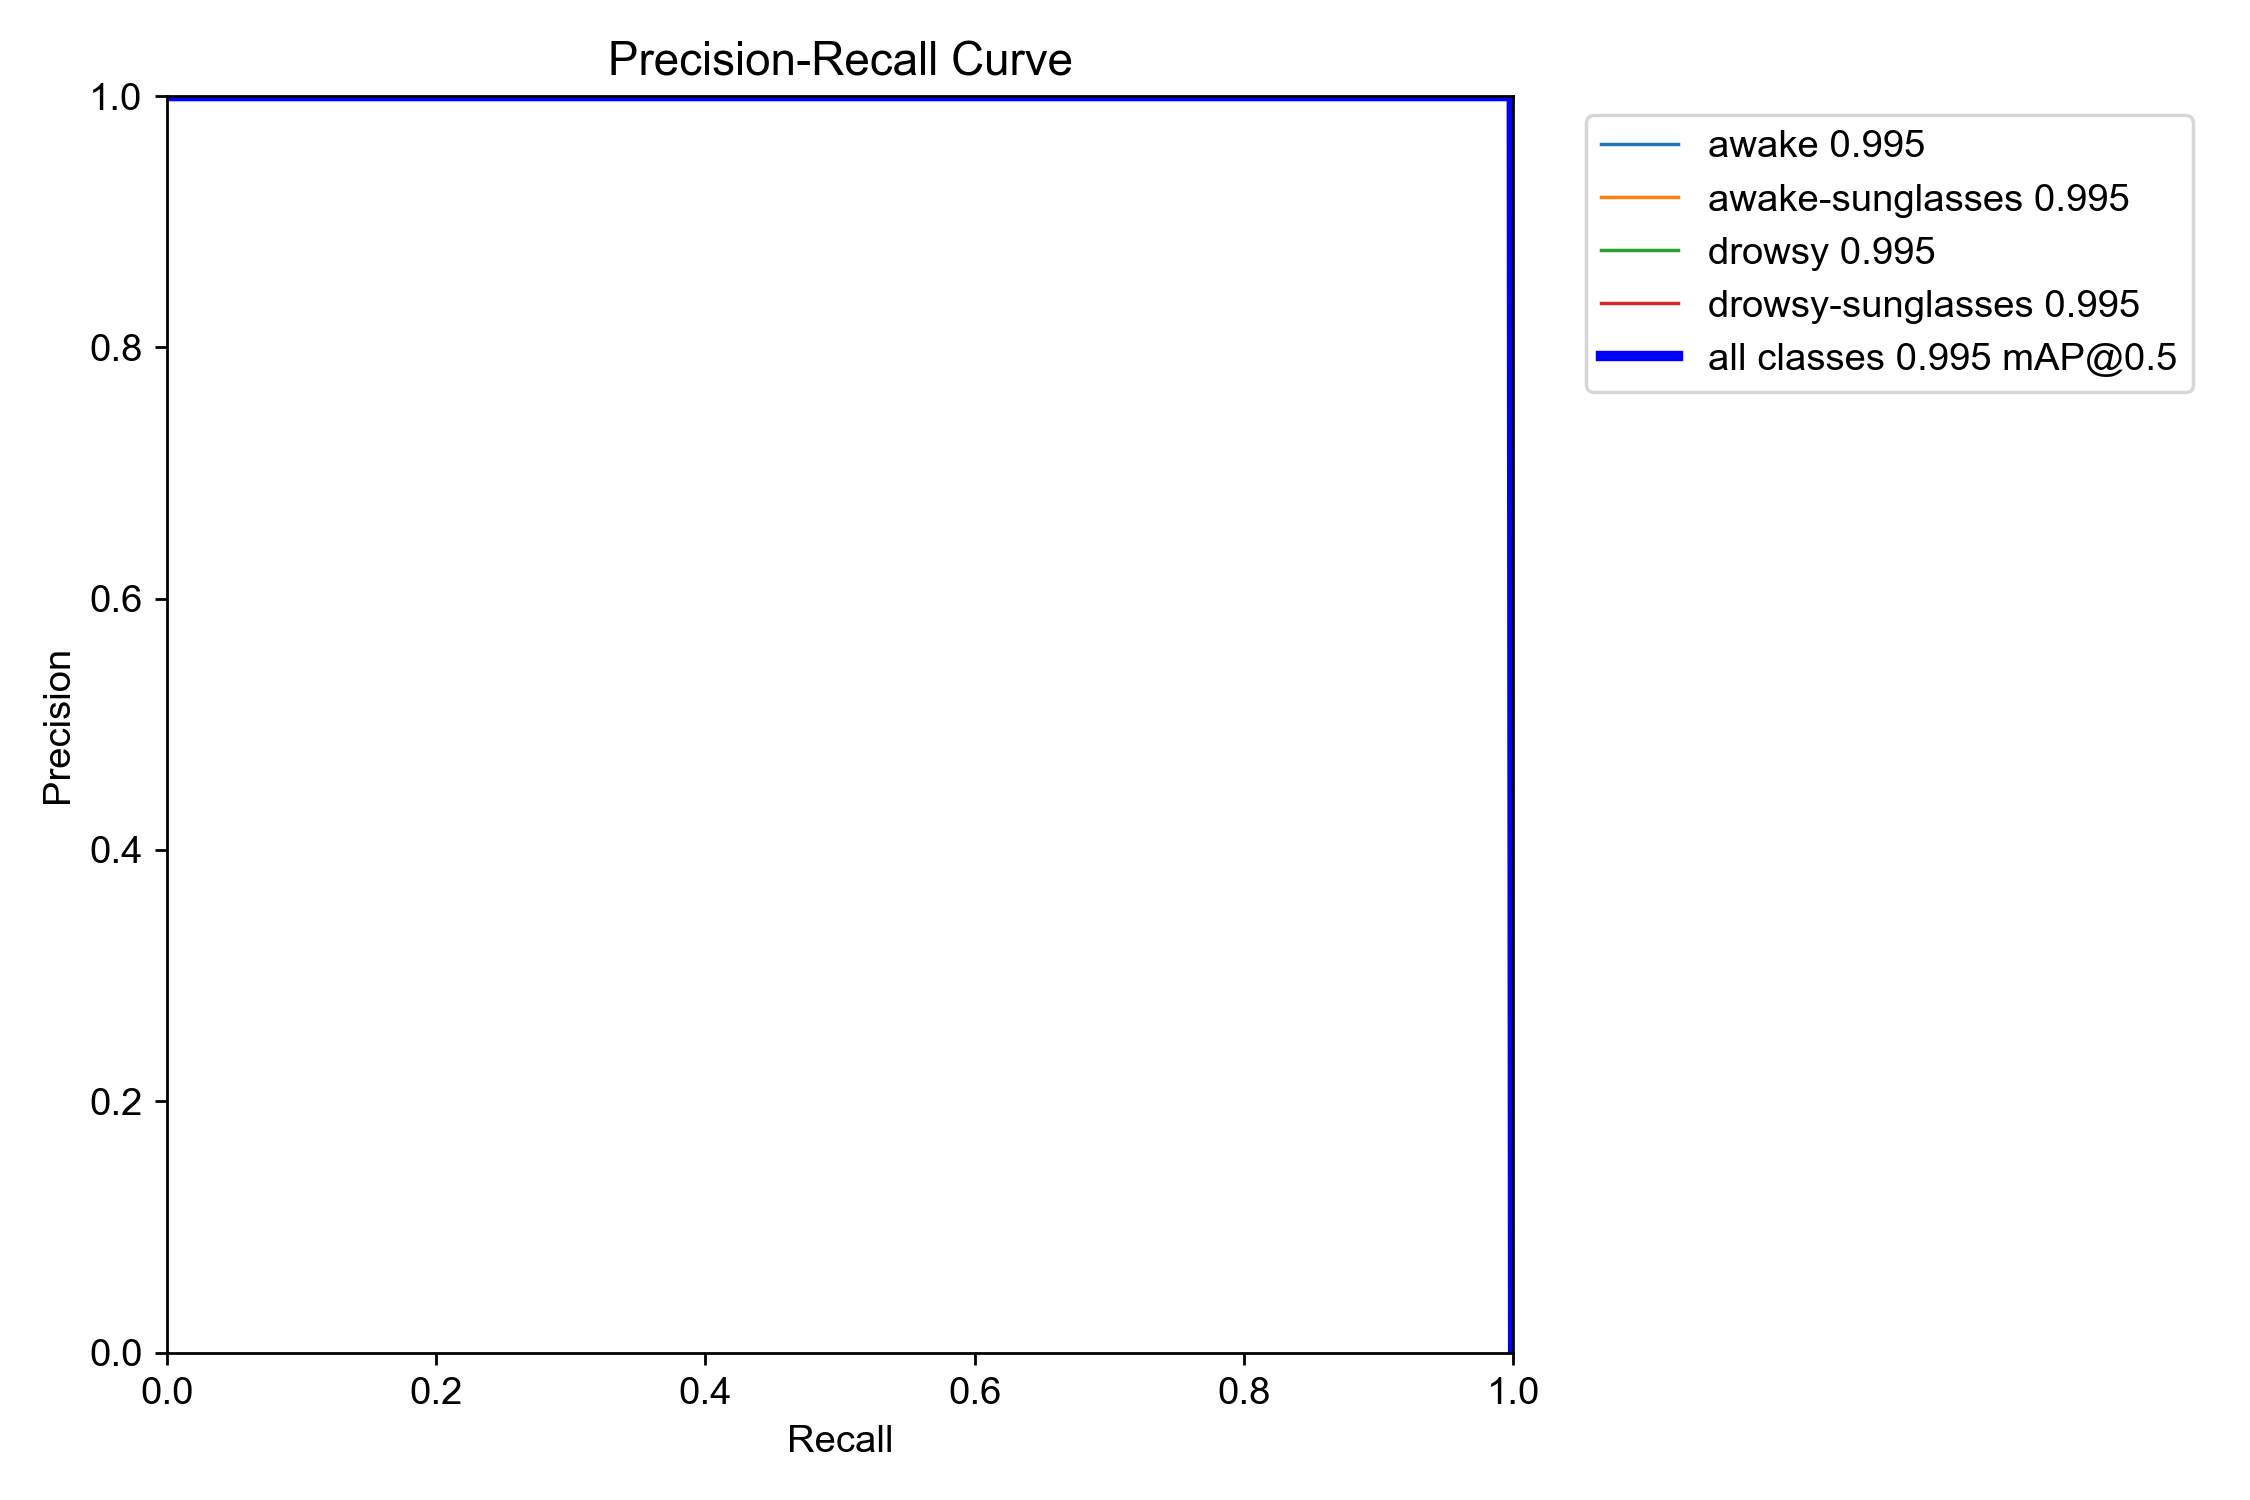 Precision-Recall Curve
1.0
0.8
0.6
0.4
0.2
0.0
Precision
0.0 0.2 0.4 0.6 0.8 1.0
Recall
awake 0.995
awake-sunglasses 0.995
drowsy 0.995
drowsy-sunglasses 0.995
all classes 0.995 mAP@0.5